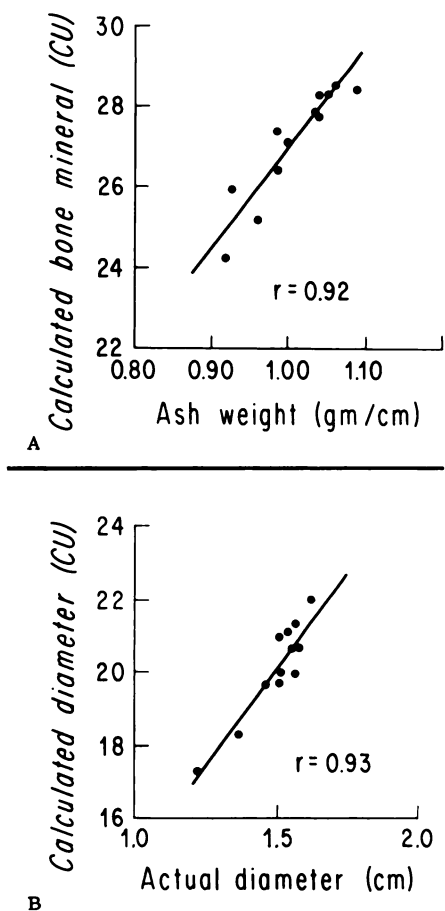 Calculated bone mineral (CU)
30
28
26
24
22
r = 0.92
0.80 0.90 1.00 1.10
Ash weight (gm/cm)
A
Calculated diameter (CU)
24
22
20
18
16
r = 0.93
1.0 1.5 2.0
Actual diameter (cm)
B